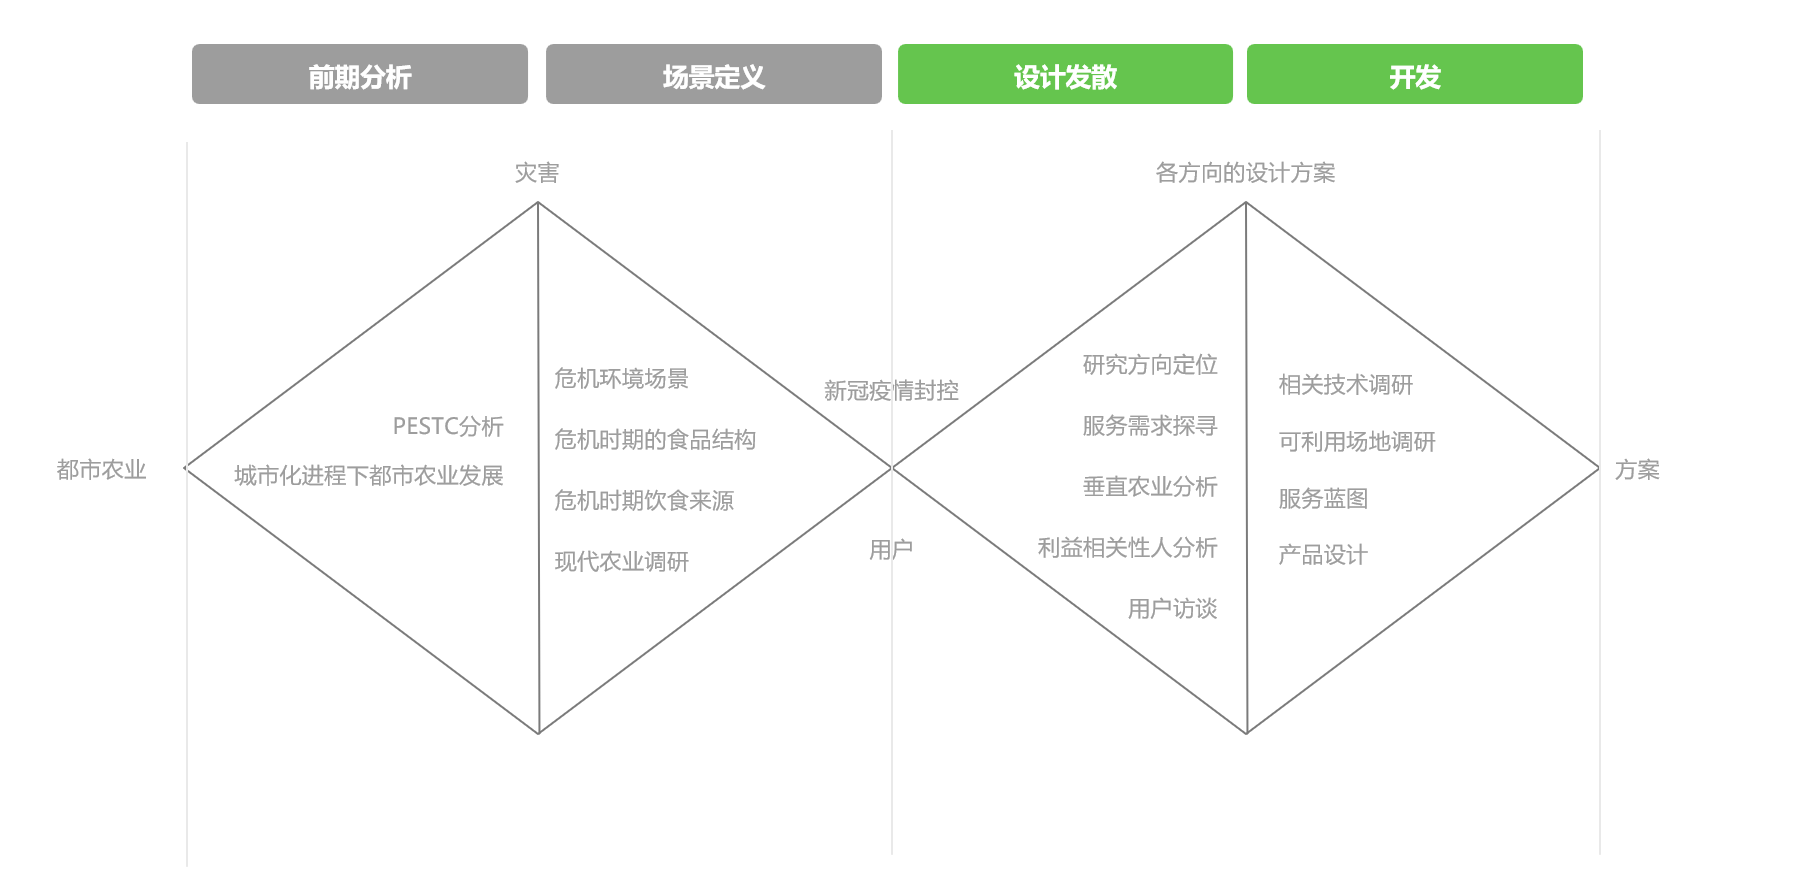 前期分析
场景定义
设计发散
开发
灾害
各方向的设计方案
都市农业
PESTC分析
城市化进程下都市农业发展
危机环境场景
危机时期的食品结构
危机时期饮食来源
现代农业调研
新冠疫情封控
用户
研究方向定位
服务需求探寻
垂直农业分析
利益相关性人分析
用户访谈
相关技术调研
可利用场地调研
服务蓝图
产品设计
方案